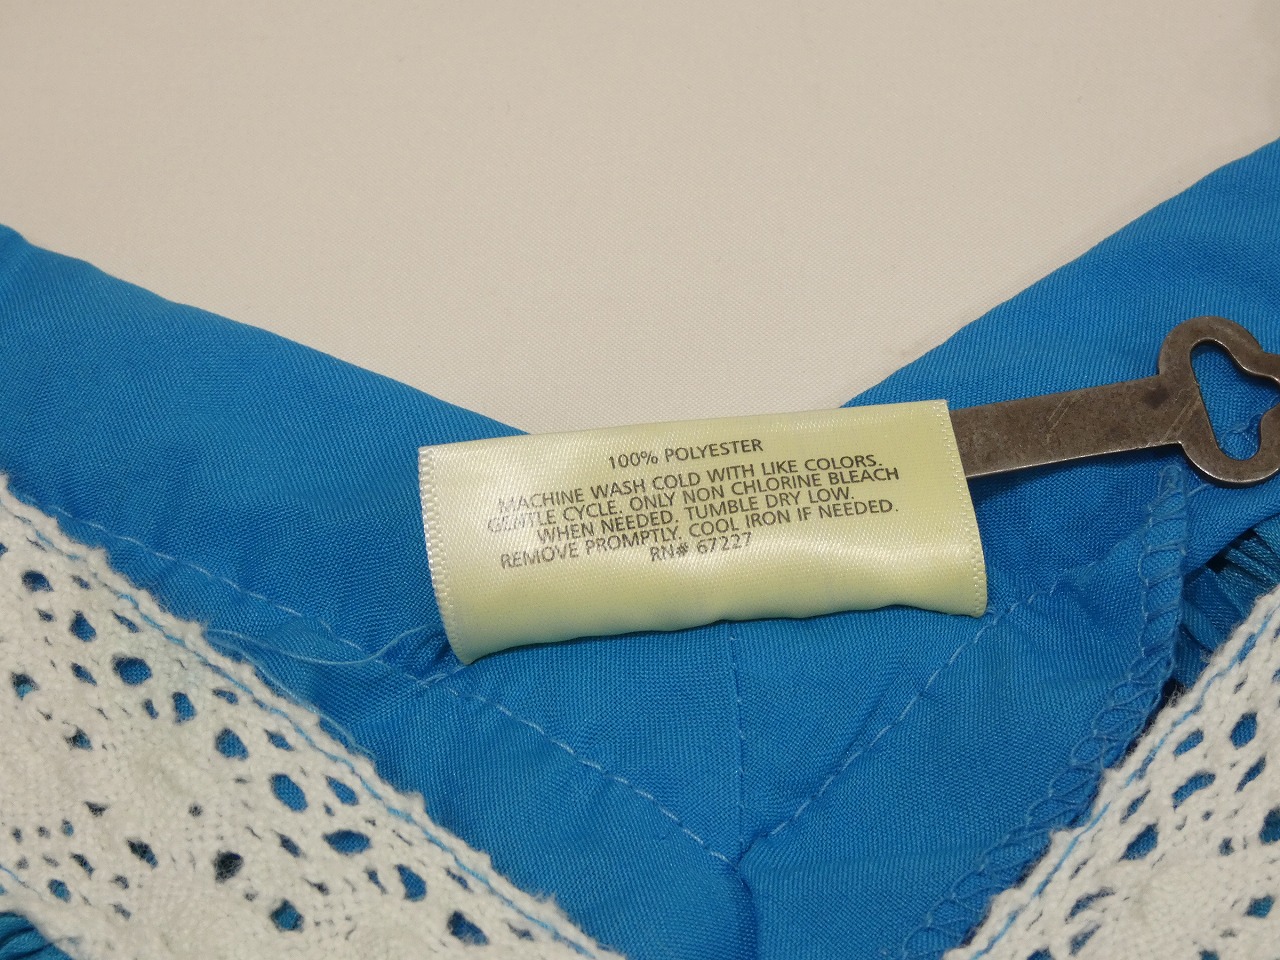 100% POLYESTER
MACHINE WASH COLD WITH LIKE COLORS.
GENTLE CYCLE. ONLY NON CHLORINE BLEACH
WHEN NEEDED. TUMBLE DRY LOW.
REMOVE PROMPTLY. COOL IRON IF NEEDED.
RN# 67227